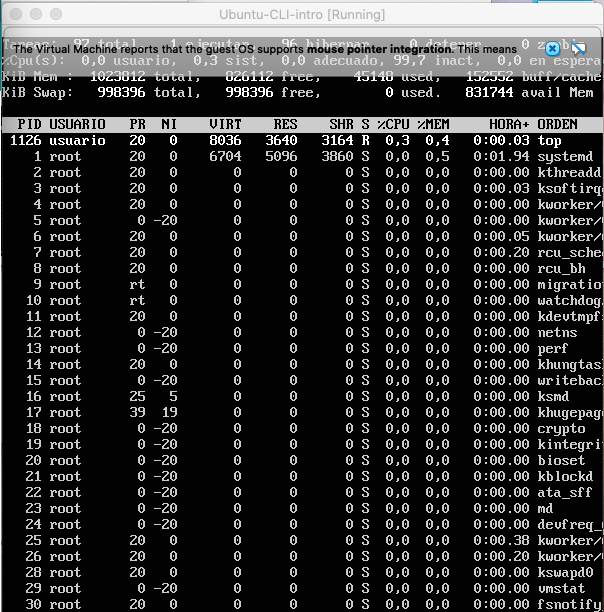 Ubuntu-CLI-intro [Running]
The Virtual Machine reports that the guest OS supports mouse pointer integration. This means
%Cpu(s): 0,0 usuario, 0,3 sist, 0,0 adecuado, 99,7 inact, 0,0 en espera
KiB Mem : 1023812 total, 826112 free, 45148 used, 152552 buff/cache
KiB Swap: 998396 total, 998396 free, 0 used. 831744 avail Mem
PID USUARIO PR NI VIRT RES SHR S %CPU %MEM HORA+ ORDEN
1126 usuario 20 0 8036 3640 3164 R 0,3 0,4 0:00.03 top
1 root 20 0 6704 5096 3860 S 0,0 0,5 0:01.94 systemd
2 root 20 0 0 0 0 S 0,0 0,0 0:00.00 kthreadd
3 root 20 0 0 0 0 S 0,0 0,0 0:00.03 ksoftirq
4 root 20 0 0 0 0 S 0,0 0,0 0:00.00 kworker/
5 root 0 -20 0 0 0 S 0,0 0,0 0:00.00 kworker/
6 root 20 0 0 0 0 S 0,0 0,0 0:00.05 kworker/
7 root 20 0 0 0 0 S 0,0 0,0 0:00.20 rcu_sche
8 root 20 0 0 0 0 S 0,0 0,0 0:00.00 rcu_bh
9 root rt 0 0 0 0 S 0,0 0,0 0:00.00 migratio
10 root rt 0 0 0 0 S 0,0 0,0 0:00.00 watchdog
11 root 20 0 0 0 0 S 0,0 0,0 0:00.00 kdevtmpf
12 root 0 -20 0 0 0 S 0,0 0,0 0:00.00 netns
13 root 0 -20 0 0 0 S 0,0 0,0 0:00.00 perf
14 root 20 0 0 0 0 S 0,0 0,0 0:00.00 khungtas
15 root 0 -20 0 0 0 S 0,0 0,0 0:00.00 writebac
16 root 25 5 0 0 0 S 0,0 0,0 0:00.00 ksmd
17 root 39 19 0 0 0 S 0,0 0,0 0:00.00 khugepag
18 root 0 -20 0 0 0 S 0,0 0,0 0:00.00 crypto
19 root 0 -20 0 0 0 S 0,0 0,0 0:00.00 kintegri
20 root 0 -20 0 0 0 S 0,0 0,0 0:00.00 bioset
21 root 0 -20 0 0 0 S 0,0 0,0 0:00.00 kblockd
22 root 0 -20 0 0 0 S 0,0 0,0 0:00.00 ata_sff
23 root 0 -20 0 0 0 S 0,0 0,0 0:00.00 md
24 root 0 -20 0 0 0 S 0,0 0,0 0:00.00 devfreq_
25 root 20 0 0 0 0 S 0,0 0,0 0:00.38 kworker/
26 root 20 0 0 0 0 S 0,0 0,0 0:00.20 kworker/
28 root 20 0 0 0 0 S 0,0 0,0 0:00.00 kswapd0
29 root 0 -20 0 0 0 S 0,0 0,0 0:00.00 vmstat
30 root 20 0 0 0 0 S 0,0 0,0 0:00.00 fsnotify